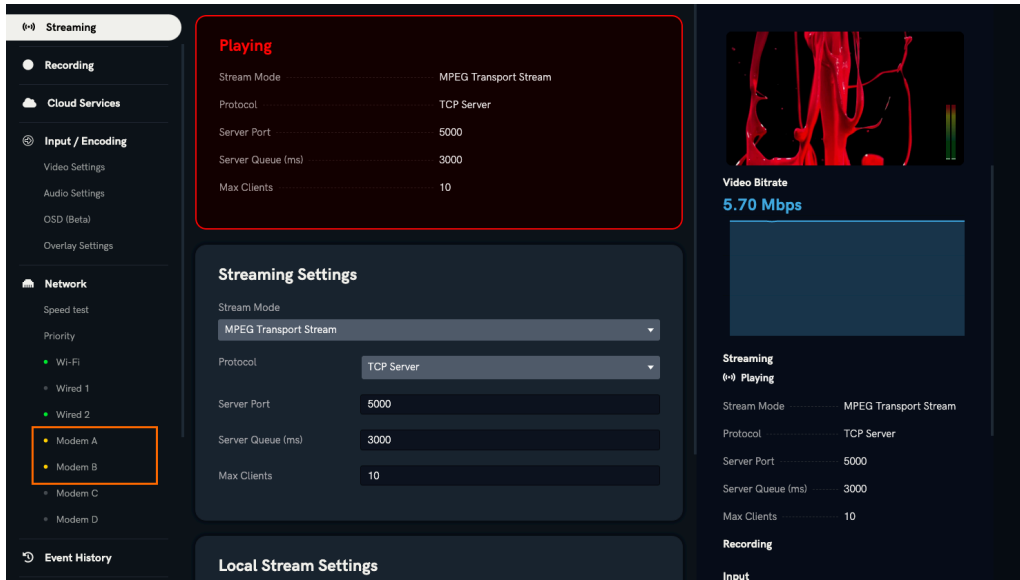 Streaming
Recording
Cloud Services
Input / Encoding
Video Settings
Audio Settings
OSD (Beta)
Overlay Settings
Network
Speed test
Priority
Wi-Fi
Wired 1
Wired 2
Modem A
Modem B
Modem C
Modem D
Event History
Playing
Stream Mode MPEG Transport Stream
Protocol TCP Server
Server Port 5000
Server Queue (ms) 3000
Max Clients 10
Streaming Settings
Stream Mode
MPEG Transport Stream
Protocol TCP Server
Server Port 5000
Server Queue (ms) 3000
Max Clients 10
Local Stream Settings
Video Bitrate
5.70 Mbps
Streaming
Playing
Stream Mode MPEG Transport Stream
Protocol TCP Server
Server Port 5000
Server Queue (ms) 3000
Max Clients 10
Recording
Input